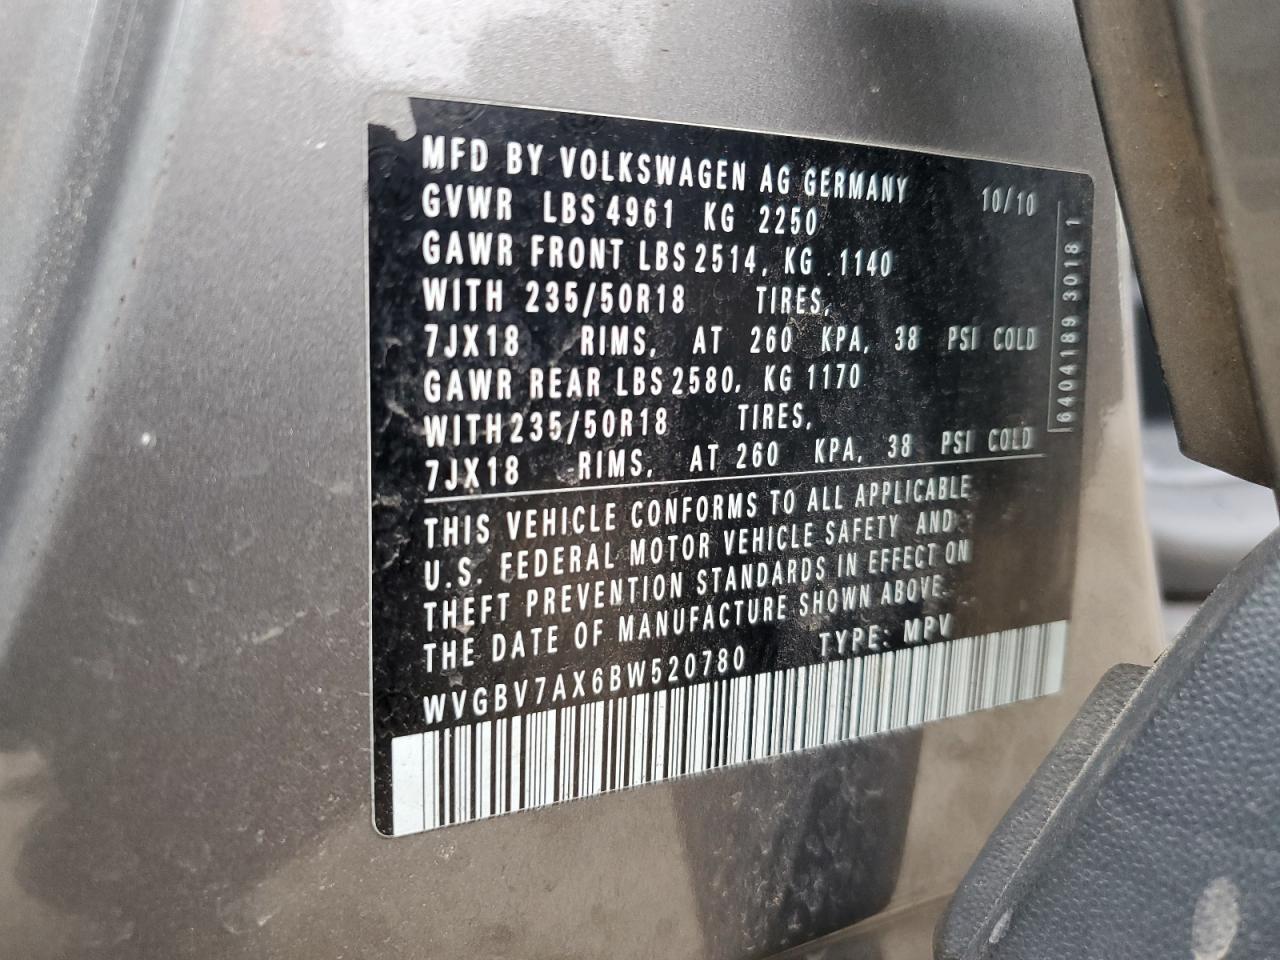 MFD BY VOLKSWAGEN AG GERMANY 10/10
GVWR LBS 4961 KG 2250
GAWR FRONT LBS 2514, KG 1140
WITH 235/50R18 TIRES,
7JX18 RIMS, AT 260 KPA, 38 PSI COLD
GAWR REAR LBS 2580, KG 1170
WITH 235/50R18 TIRES,
7JX18 RIMS, AT 260 KPA, 38 PSI COLD
THIS VEHICLE CONFORMS TO ALL APPLICABLE
U.S. FEDERAL MOTOR VEHICLE SAFETY AND
THEFT PREVENTION STANDARDS IN EFFECT ON
THE DATE OF MANUFACTURE SHOWN ABOVE.
WVGBV7AX6BW520780 TYPE: MPV
6404189 3018 1